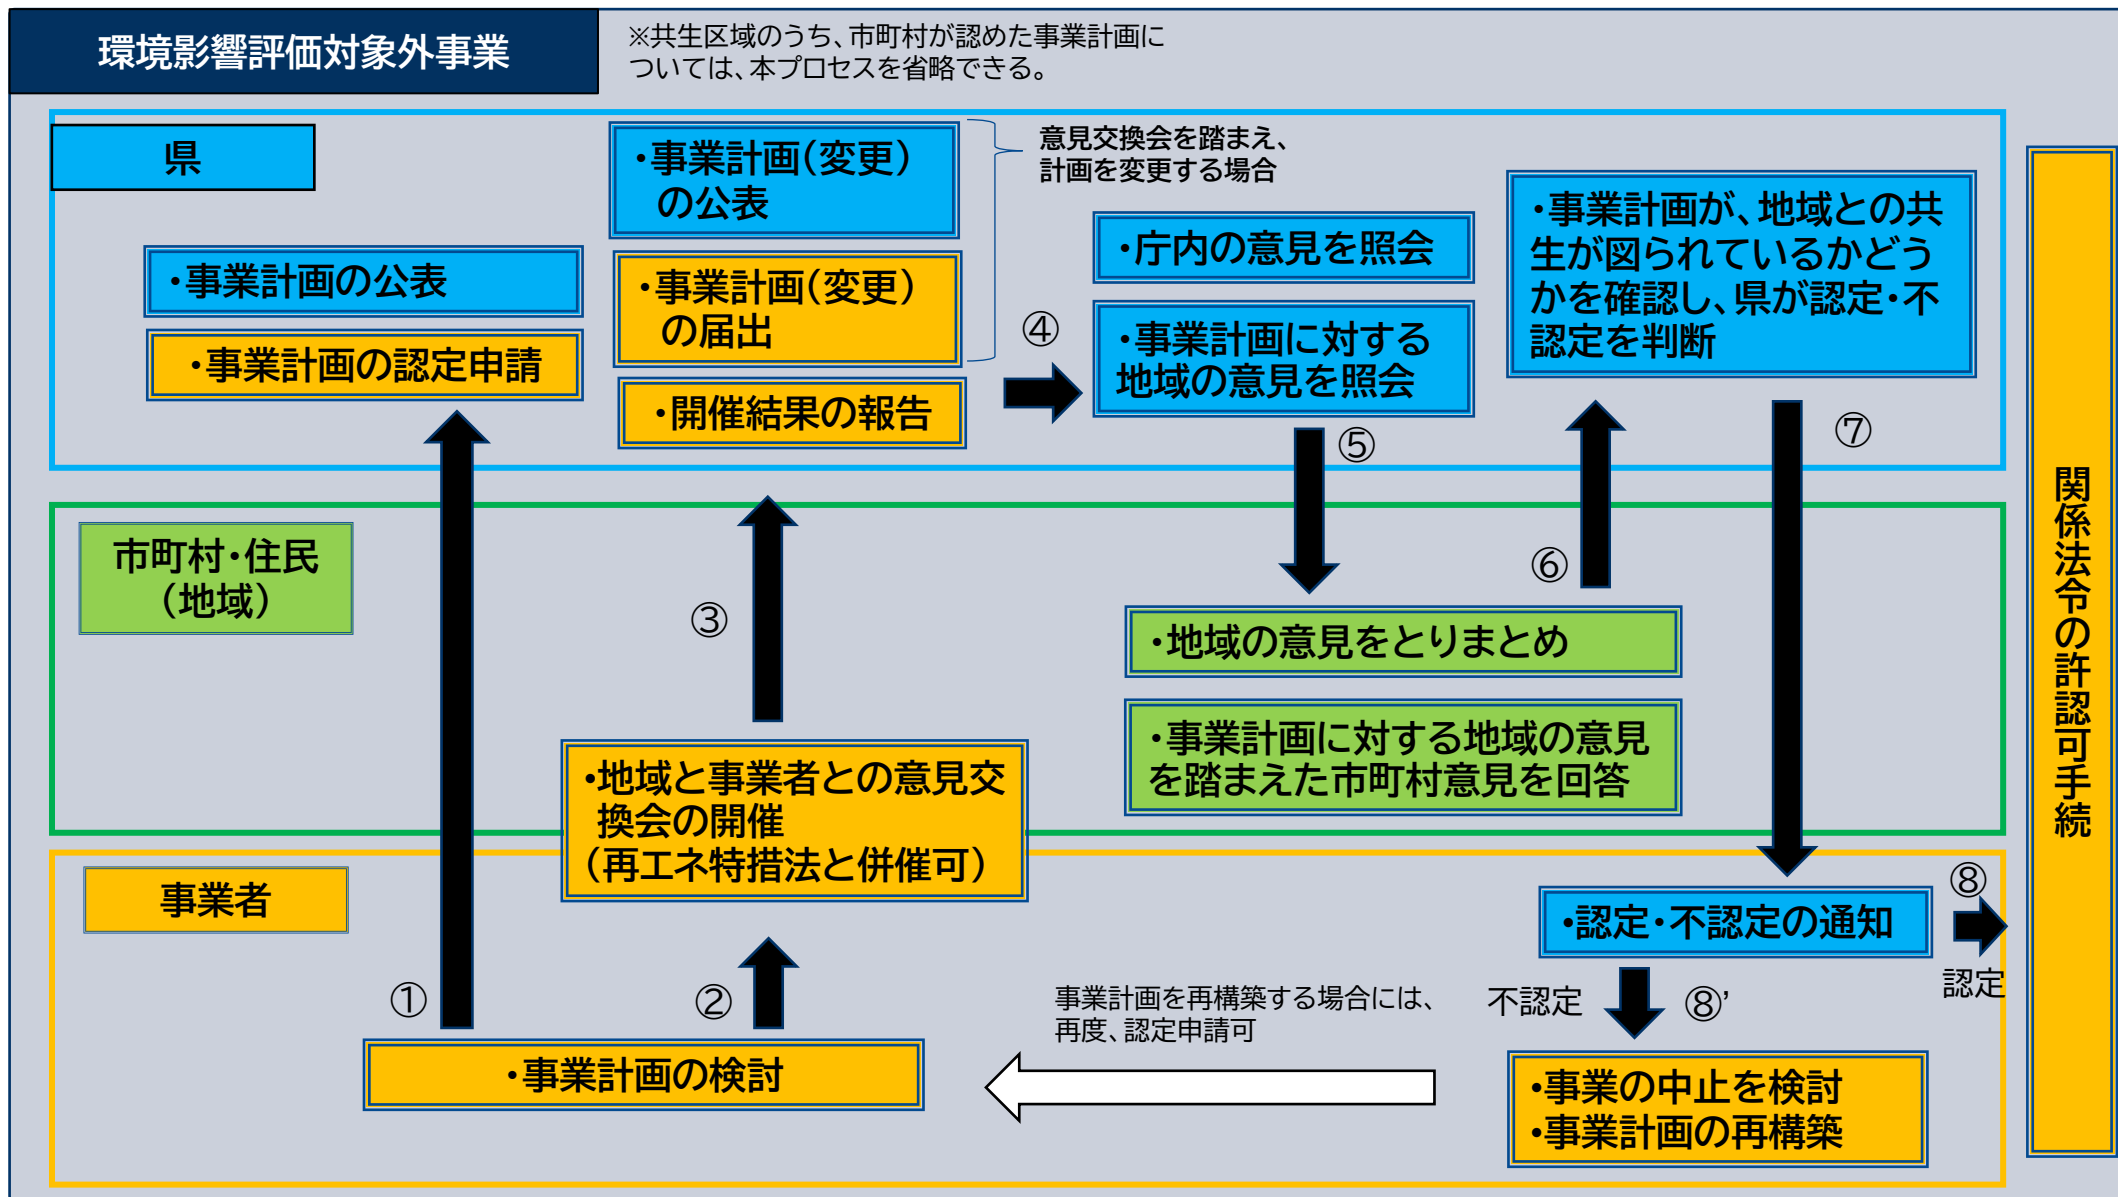 環境影響評価対象外事業
※共生区域のうち、市町村が認めた事業計画に
ついては、本プロセスを省略できる。
県
・事業計画（変更）
の公表
意見交換会を踏まえ、
計画を変更する場合
・事業計画の公表
・事業計画の認定申請
・事業計画（変更）
の届出
・開催結果の報告
④
・庁内の意見を照会
・事業計画に対する
地域の意見を照会
・事業計画が、地域との共
生が図られているかどう
かを確認し、県が認定・不
認定を判断
⑤
⑦
市町村・住民
（地域）
③
⑥
・地域の意見をとりまとめ
・事業計画に対する地域の意見
を踏まえた市町村意見を回答
・地域と事業者との意見交
換会の開催
（再エネ特措法と併催可）
事業者
①
②
・事業計画の検討
事業計画を再構築する場合には、
再度、認定申請可
・認定・不認定の通知
⑧
認定
不認定
⑧’
・事業の中止を検討
・事業計画の再構築
関係法令の許認可手続